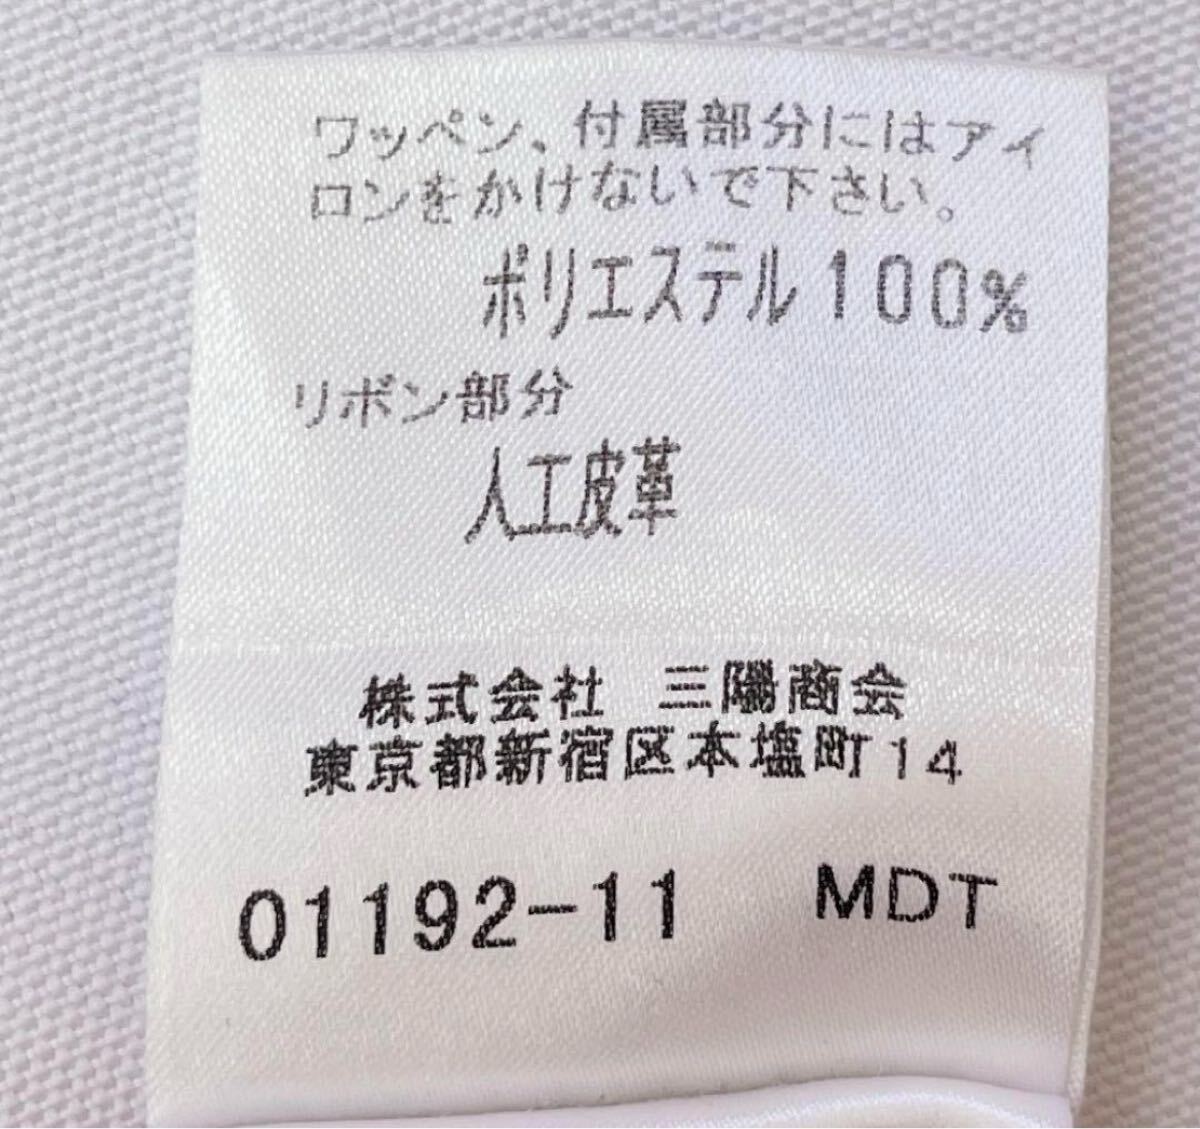 ワッペン、付属部分にはアイ
ロンをかけないで下さい。
ポリエステル100%
リボン部分
人工皮革
株式会社 三陽商会
東京都新宿区本塩町14
01192-11 MDT